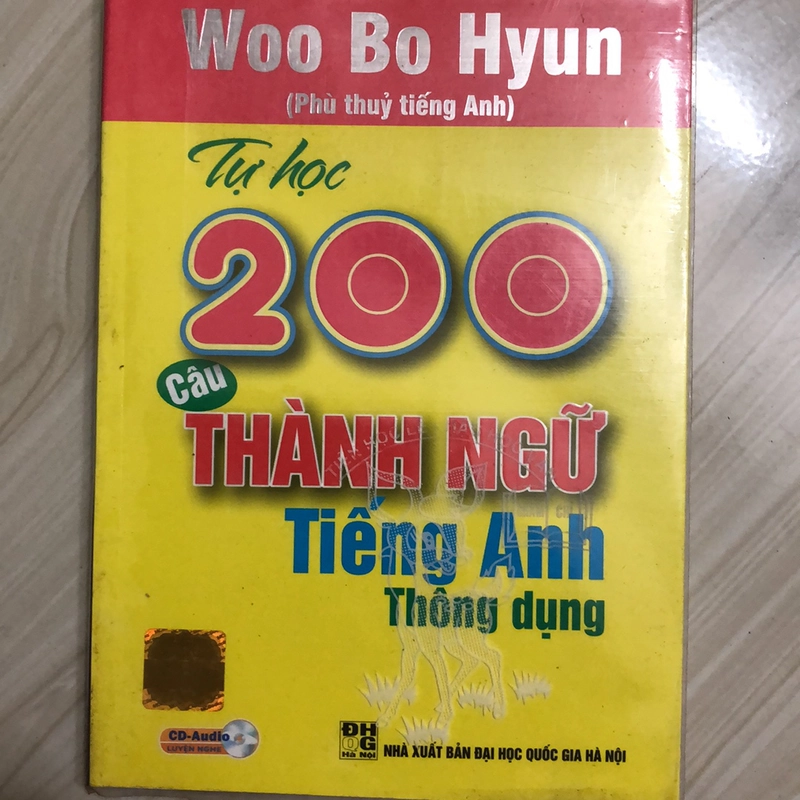 Woo Bo Hyun
(Phù thuỷ tiếng Anh)
Tự học
200
Câu
THÀNH NGỮ
Tiếng Anh
Thông dụng
CD-Audio
LUYỆN NGHE
ĐH
QG
Hà Nội
NHÀ XUẤT BẢN ĐẠI HỌC QUỐC GIA HÀ NỘI